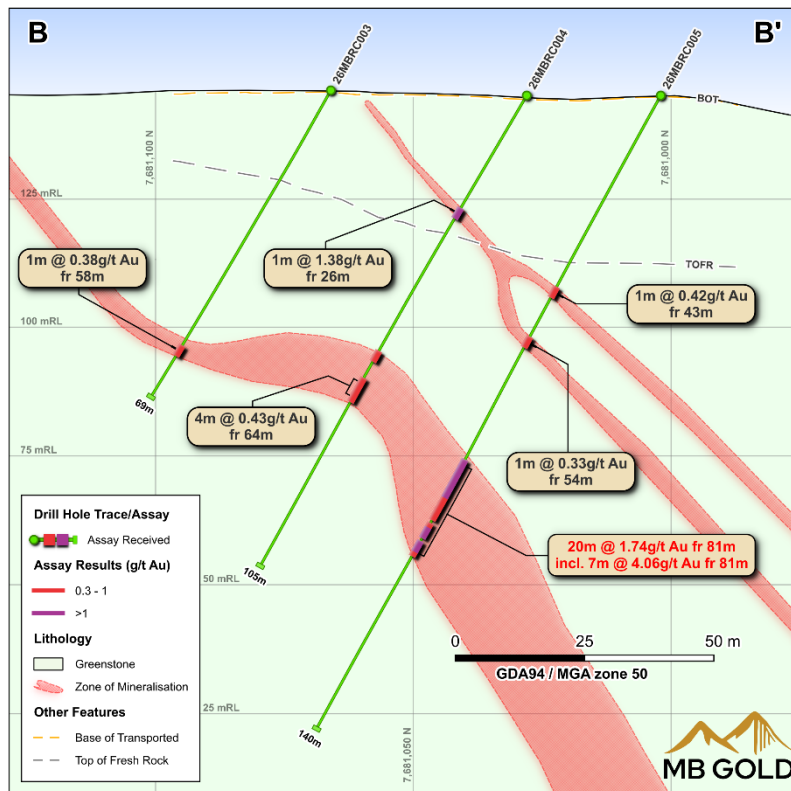 B
B'
26MBRC003
26MBRC004
26MBRC005
BOT
7,681,100 N
7,681,000 N
125 mRL
TOFR
1m @ 0.38g/t Au
fr 58m
1m @ 1.38g/t Au
fr 26m
1m @ 0.42g/t Au
fr 43m
100 mRL
69m
4m @ 0.43g/t Au
fr 64m
75 mRL
1m @ 0.33g/t Au
fr 54m
20m @ 1.74g/t Au fr 81m
incl. 7m @ 4.06g/t Au fr 81m
105m
50 mRL
0 25 50 m
GDA94 / MGA zone 50
25 mRL
140m
7,681,050 N
Drill Hole Trace/Assay
Assay Received
Assay Results (g/t Au)
0.3 - 1
>1
Lithology
Greenstone
Zone of Mineralisation
Other Features
Base of Transported
Top of Fresh Rock
MB GOLD